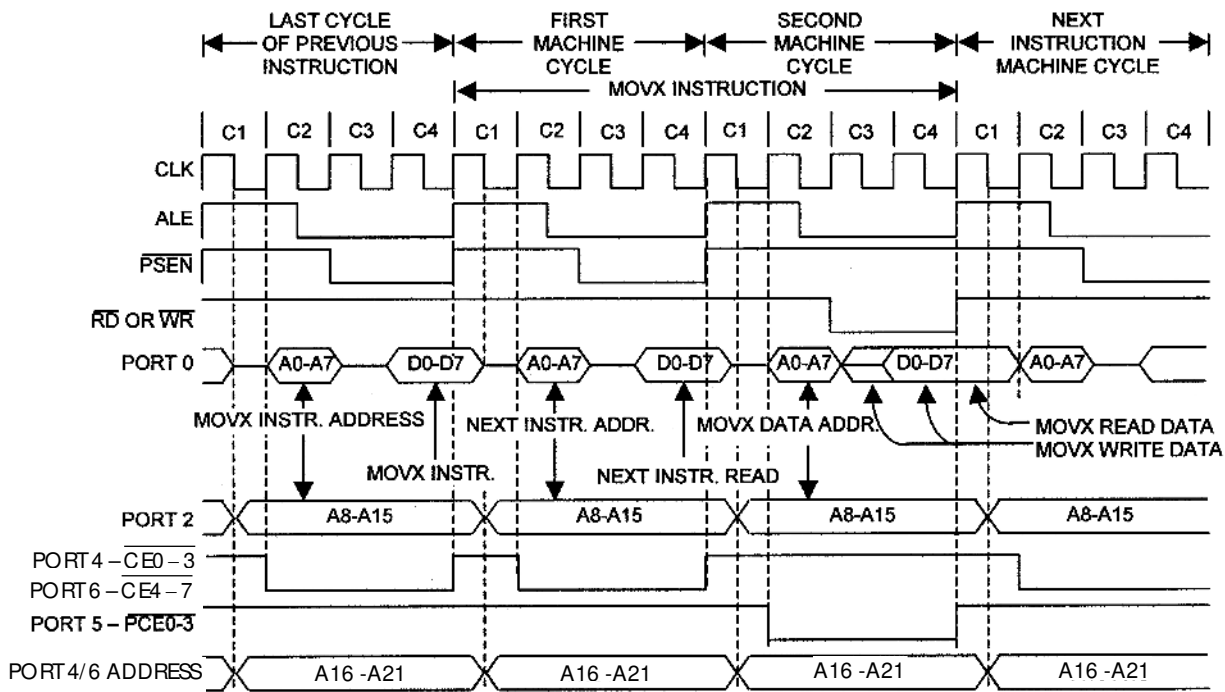 LAST CYCLE OF PREVIOUS INSTRUCTION
FIRST MACHINE CYCLE
SECOND MACHINE CYCLE
NEXT INSTRUCTION MACHINE CYCLE
MOVX INSTRUCTION
C1 C2 C3 C4 C1 C2 C3 C4 C1 C2 C3 C4 C1 C2 C3 C4
CLK
ALE
PSEN
RD OR WR
PORT 0 A0-A7 D0-D7 A0-A7 D0-D7 A0-A7 D0-D7 A0-A7
MOVX INSTR. ADDRESS NEXT INSTR. ADDR. MOVX DATA ADDR. MOVX READ DATA
MOVX WRITE DATA
MOVX INSTR. NEXT INSTR. READ
PORT 2 A8-A15 A8-A15 A8-A15 A8-A15
PORT 4 – CE0 – 3
PORT 6 – CE4 – 7
PORT 5 – PCE0-3
PORT 4/6 ADDRESS A16 -A21 A16 -A21 A16 -A21 A16 -A21